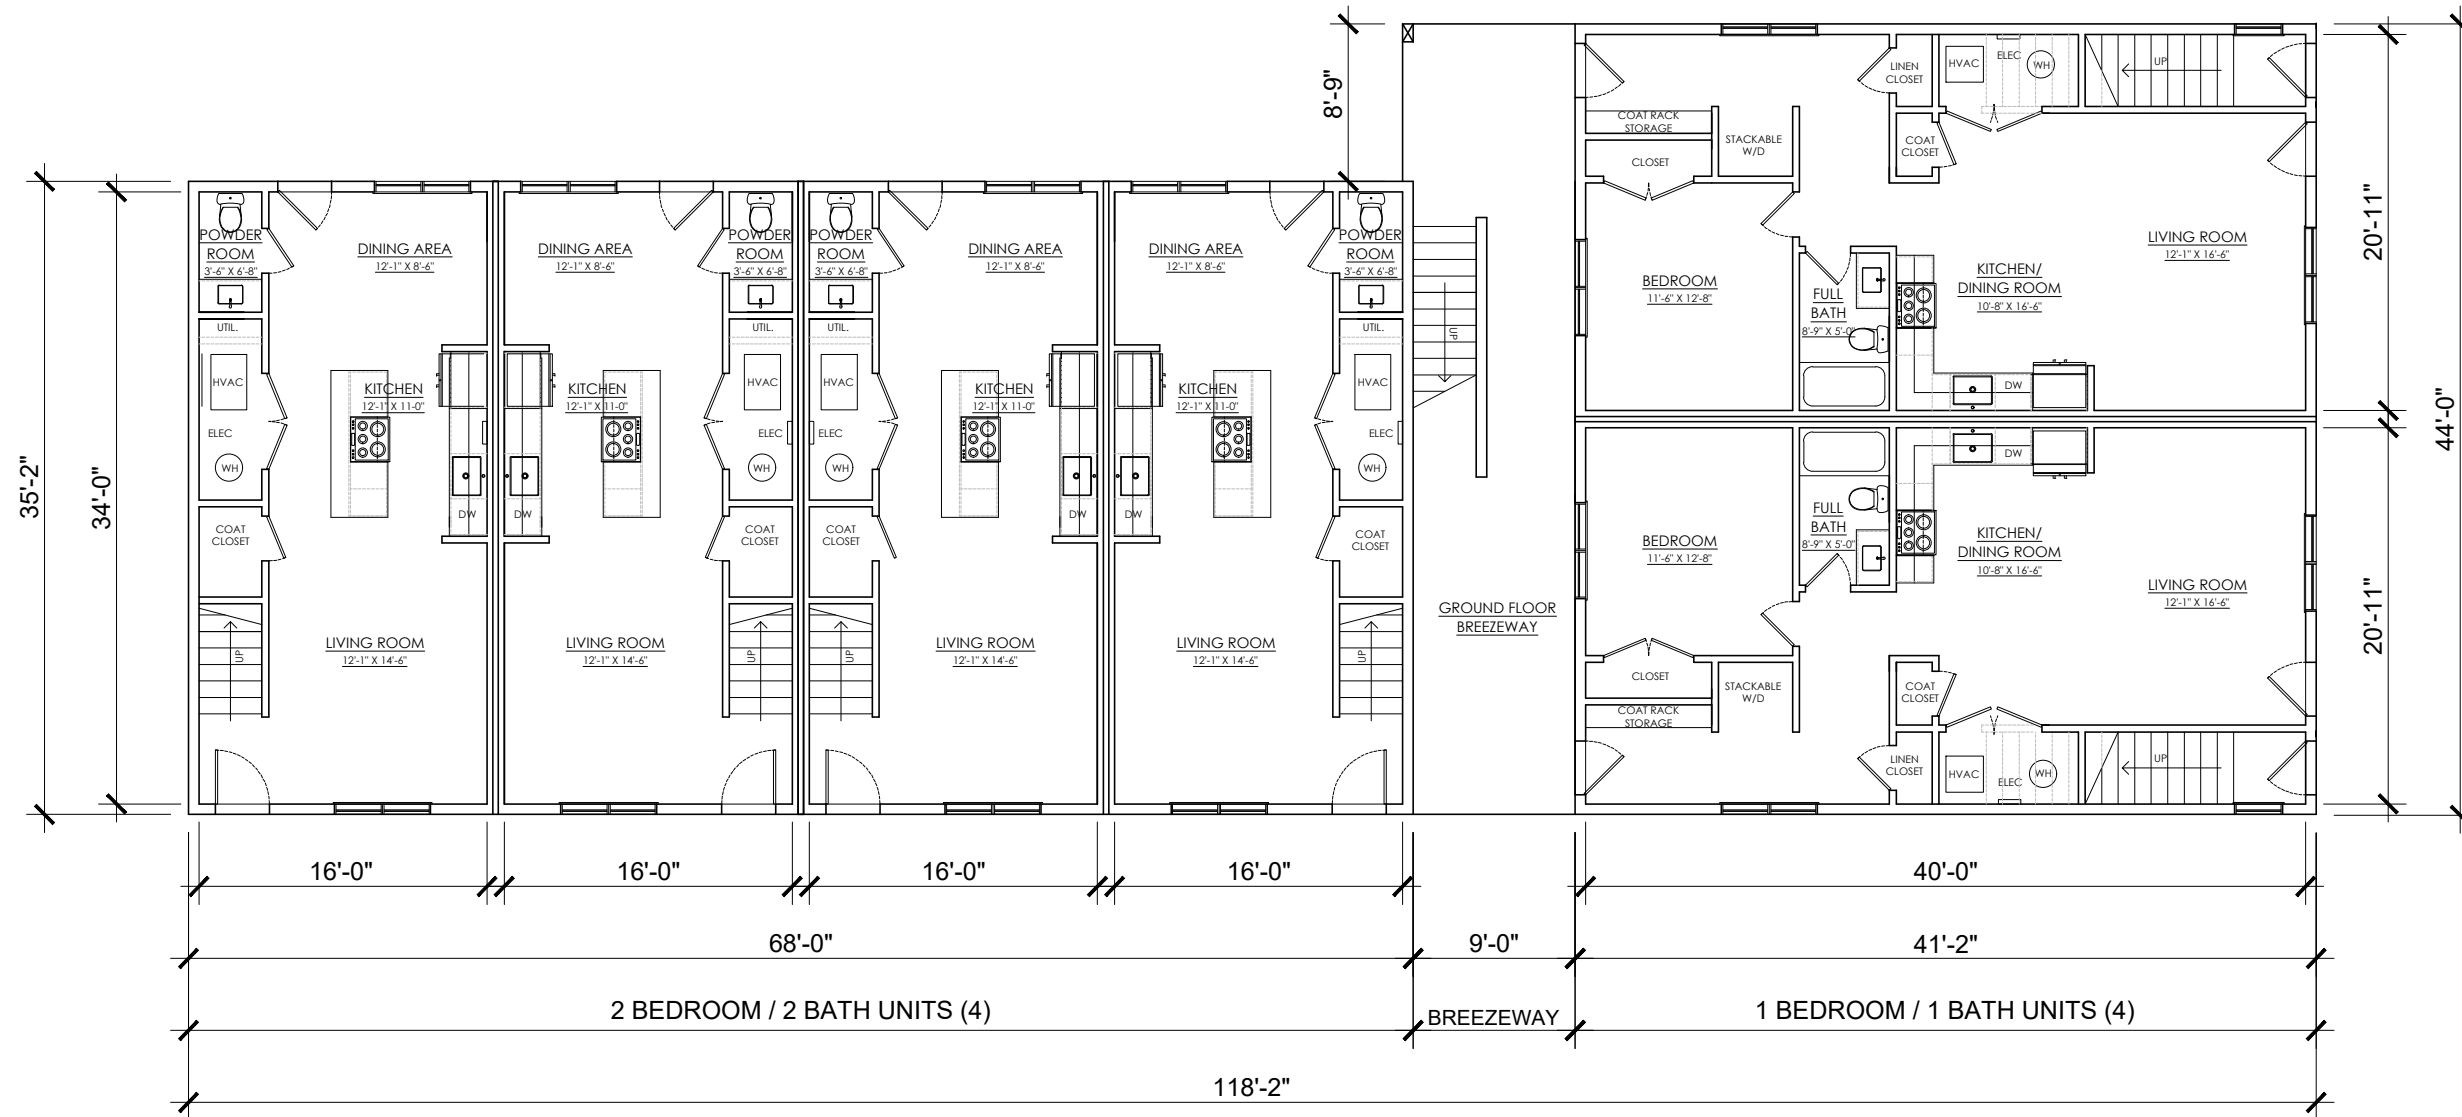 8'-9"
35'-2"
34'-0"
20'-11"
44'-0"
20'-11"
POWDER
ROOM
3'-6" X 6'-8"
UTIL.
HVAC
ELEC
WH
COAT
CLOSET
UP
DINING AREA
12'-1" X 8'-6"
KITCHEN
12'-1" X 11-0"
DW
LIVING ROOM
12'-1" X 14'-6"
DINING AREA
12'-1" X 8'-6"
KITCHEN
12'-1" X 11-0"
DW
LIVING ROOM
12'-1" X 14'-6"
POWDER
ROOM
3'-6" X 6'-8"
UTIL.
HVAC
ELEC
WH
COAT
CLOSET
UP
POWDER
ROOM
3'-6" X 6'-8"
UTIL.
HVAC
ELEC
WH
COAT
CLOSET
UP
DINING AREA
12'-1" X 8'-6"
KITCHEN
12'-1" X 11-0"
DW
LIVING ROOM
12'-1" X 14'-6"
DINING AREA
12'-1" X 8'-6"
KITCHEN
12'-1" X 11-0"
DW
LIVING ROOM
12'-1" X 14'-6"
POWDER
ROOM
3'-6" X 6'-8"
UTIL.
HVAC
ELEC
WH
COAT
CLOSET
UP
UP
GROUND FLOOR
BREEZEWAY
COAT RACK
STORAGE
CLOSET
STACKABLE
W/D
LINEN
CLOSET
HVAC
ELEC
WH
UP
COAT
CLOSET
BEDROOM
11'-6" X 12'-8"
FULL
BATH
8'-9" X 5'-0"
KITCHEN/
DINING ROOM
10'-8" X 16'-6"
LIVING ROOM
12'-1" X 16'-6"
DW
DW
BEDROOM
11'-6" X 12'-8"
FULL
BATH
8'-9" X 5'-0"
KITCHEN/
DINING ROOM
10'-8" X 16'-6"
LIVING ROOM
12'-1" X 16'-6"
CLOSET
COAT RACK
STORAGE
STACKABLE
W/D
COAT
CLOSET
LINEN
CLOSET
HVAC
ELEC
WH
UP
16'-0"
16'-0"
16'-0"
16'-0"
40'-0"
68'-0"
9'-0"
41'-2"
2 BEDROOM / 2 BATH UNITS (4)
BREEZEWAY
1 BEDROOM / 1 BATH UNITS (4)
118'-2"